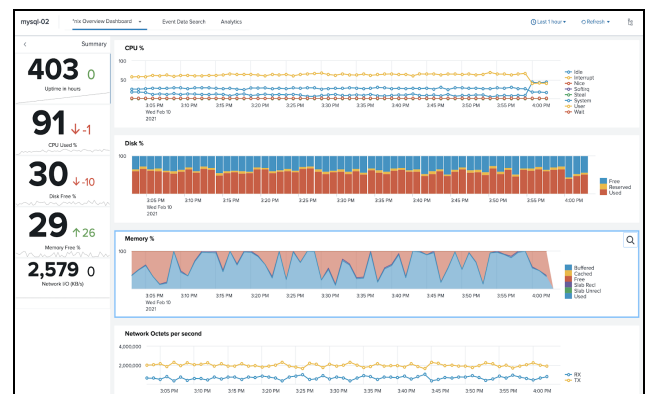 mysql-02 *nix Overview Dashboard Event Data Search Analytics Last 1 hour Refresh
Summary
403 0
Uptime in hours
91 -1
CPU Used %
30 -10
Disk Free %
29 26
Memory Free %
2,579 0
Network I/O (KB/s)
CPU %
100
50
3:05 PM 3:10 PM 3:15 PM 3:20 PM 3:25 PM 3:30 PM 3:35 PM 3:40 PM 3:45 PM 3:50 PM 3:55 PM 4:00 PM
Wed Feb 10
2021
Idle
Interrupt
Nice
Softirq
Steal
System
User
Wait
Disk %
100
3:05 PM 3:10 PM 3:15 PM 3:20 PM 3:25 PM 3:30 PM 3:35 PM 3:40 PM 3:45 PM 3:50 PM 3:55 PM 4:00 PM
Wed Feb 10
2021
Free
Reserved
Used
Memory %
100
3:05 PM 3:10 PM 3:15 PM 3:20 PM 3:25 PM 3:30 PM 3:35 PM 3:40 PM 3:45 PM 3:50 PM 3:55 PM 4:00 PM
Wed Feb 10
2021
Buffered
Cached
Free
Slab Recl
Slab Unrecl
Used
Network Octets per second
4,000,000
2,000,000
3:05 PM 3:10 PM 3:15 PM 3:20 PM 3:25 PM 3:30 PM 3:35 PM 3:40 PM 3:45 PM 3:50 PM 3:55 PM 4:00 PM
RX
TX